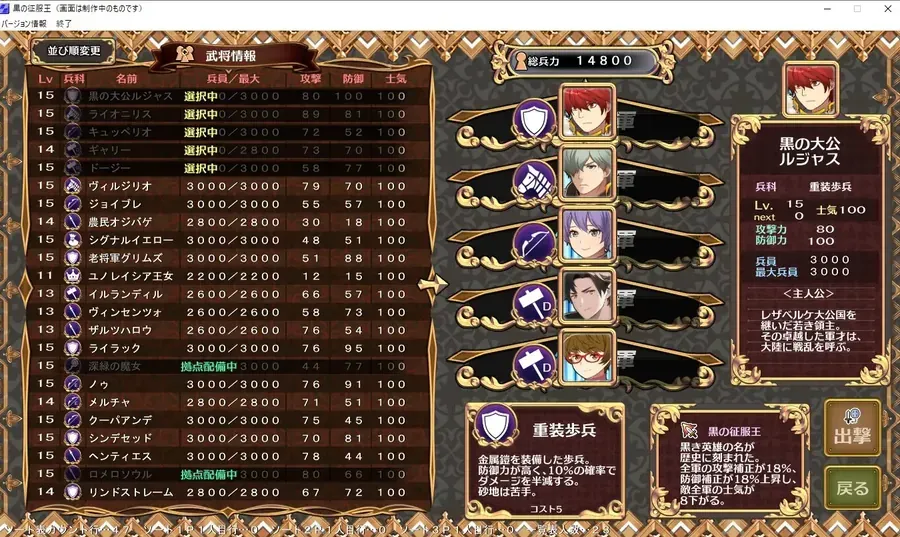 黒の征服王（画面は制作中のものです）
バージョン情報 終了
並び順変更
武将情報
Lv 兵科 名前 兵員／最大 攻撃 防御 士気
15 黒の大公ルジャス 選択中0／3000 80 100 100
15 ライオニリス 選択中0／3000 89 81 100
15 キュッペリオ 選択中0／3000 72 52 100
14 ギャリー 選択中0／2800 73 70 100
15 ドージー 選択中0／3000 58 77 100
15 ヴィルジリオ 3000／3000 79 70 100
15 ジョイブレ 3000／3000 55 57 100
14 農民オジバゲ 2800／2800 30 18 100
15 シグナルイエロー 3000／3000 48 51 100
15 老将軍グリムズ 3000／3000 51 88 100
11 ユノレイシア王女 2200／2200 12 15 100
13 イルランディル 2600／2600 66 57 100
13 ヴィンセンツォ 2600／2600 58 73 100
13 ザルツハロウ 2600／2600 76 54 100
15 ライラック 3000／3000 76 95 100
15 深緑の魔女 拠点配備中 3000 44 77 100
15 ノゥ 3000／3000 76 91 100
14 メルチャ 2800／2800 71 51 100
15 クーバアンデ 3000／3000 75 45 100
15 シンデセッド 3000／3000 70 81 100
15 ヘンティエス 3000／3000 78 44 100
15 ロメロソウル 拠点配備中 3000 80 66 100
14 リンドストレーム 2800／2800 67 72 100
総兵力 14800
軍
軍
軍
D 軍
D 軍
重装歩兵
金属鎧を装備した歩兵。
防御力が高く、10％の確率で
ダメージを半減する。
砂地は苦手。
コスト5
黒の大公
ルジャス
兵科 重装歩兵
Lv. 15 士気100
next 0
攻撃力 80
防御力 100
兵員 3000
最大兵員 3000
＜主人公＞
レザベルケ大公国を
継いだ若き領主。
その卓越した軍才は、
大陸に戦乱を呼ぶ。
黒の征服王
黒き英雄の名が
歴史に刻まれた。
全軍の攻撃補正が18％、
防御補正が18％上昇し、
敵全軍の士気が
8下がる。
出撃
戻る